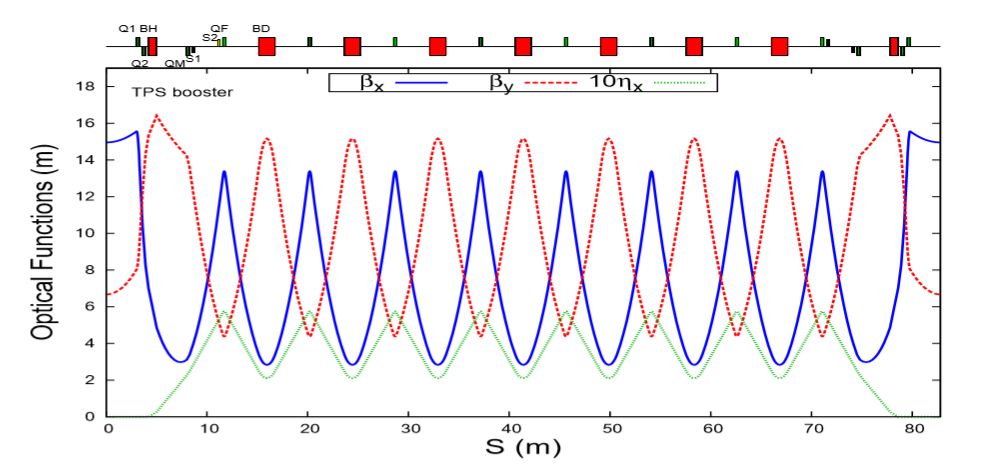 Q1 BH QF BD
S2
Q2 QM S1
βx βy 10ηx
TPS booster
Optical Functions (m)
18
16
14
12
10
8
6
4
2
0
0 10 20 30 40 50 60 70 80
S (m)